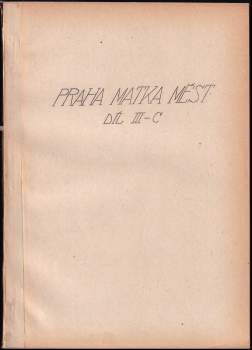 PRAHA MATKA MĚST
DÍL III-C